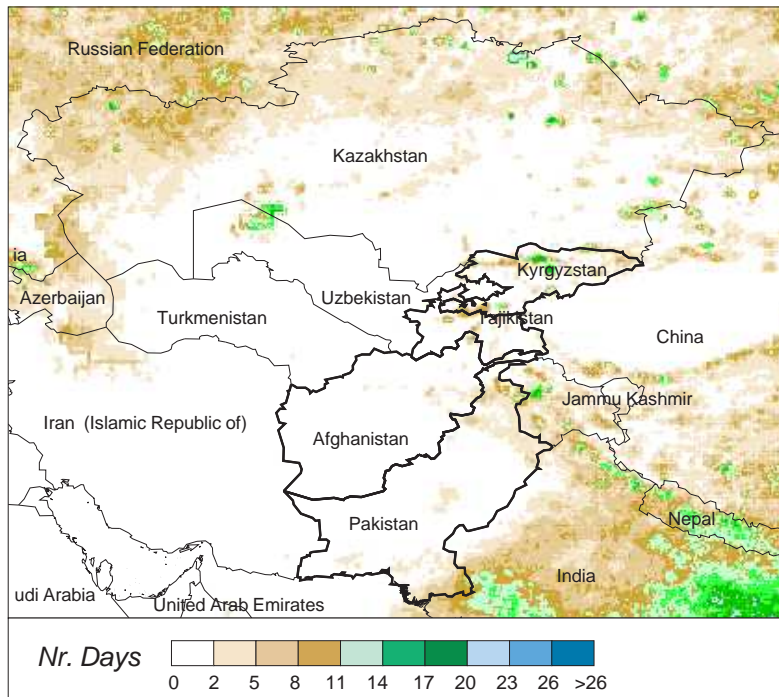 Russian Federation
Kazakhstan
ia
Kyrgyzstan
Azerbaijan
Uzbekistan
Turkmenistan
Tajikistan
China
Jammu Kashmir
Iran (Islamic Republic of)
Afghanistan
Pakistan
Nepal
India
udi Arabia
United Arab Emirates
Nr. Days
0 2 5 8 11 14 17 20 23 26 >26